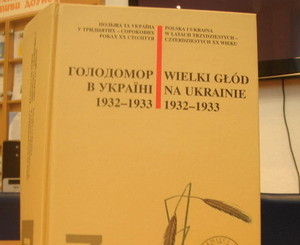 ПОЛЬЩА ТА УКРАЇНА
У ТРИДЦЯТИХ – СОРОКОВИХ
РОКАХ XX СТОЛІТТЯ
POLSKA I UKRAINA
W LATACH TRZYDZIESTYCH –
CZTERDZIESTYCH XX WIEKU
ГОЛОДОМОР
В УКРАЇНІ
1932–1933
WIELKI GŁÓD
NA UKRAINIE
1932–1933